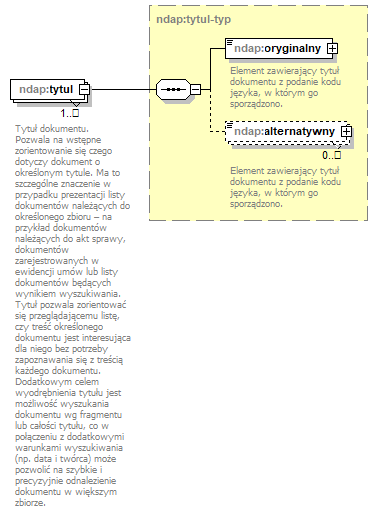 ndap:tytul-typ
ndap:oryginalny
Element zawierający tytuł
dokumentu z podanie kodu
języka, w którym go
sporządzono.
ndap:tytul
1..
ndap:alternatywny
0..
Element zawierający tytuł
dokumentu z podanie kodu
języka, w którym go
sporządzono.
Tytuł dokumentu.
Pozwala na wstępne
zorientowanie się czego
dotyczy dokument o
określonym tytule. Ma to
szczególne znaczenie w
przypadku prezentacji listy
dokumentów należących do
określonego zbioru – na
przykład dokumentów
należących do akt sprawy,
dokumentów
zarejestrowanych w
ewidencji umów lub listy
dokumentów będących
wynikiem wyszukiwania.
Tytuł pozwala zorientować
się przeglądającemu listę,
czy treść określonego
dokumentu jest interesująca
dla niego bez potrzeby
zapoznawania się z treścią
każdego dokumentu.
Dodatkowym celem
wyodrębnienia tytułu jest
możliwość wyszukania
dokumentu wg fragmentu
lub całości tytułu, co w
połączeniu z dodatkowymi
warunkami wyszukiwania
(np. data i twórca) może
pozwolić na szybkie i
precyzyjnie odnalezienie
dokumentu w większym
zbiorze.